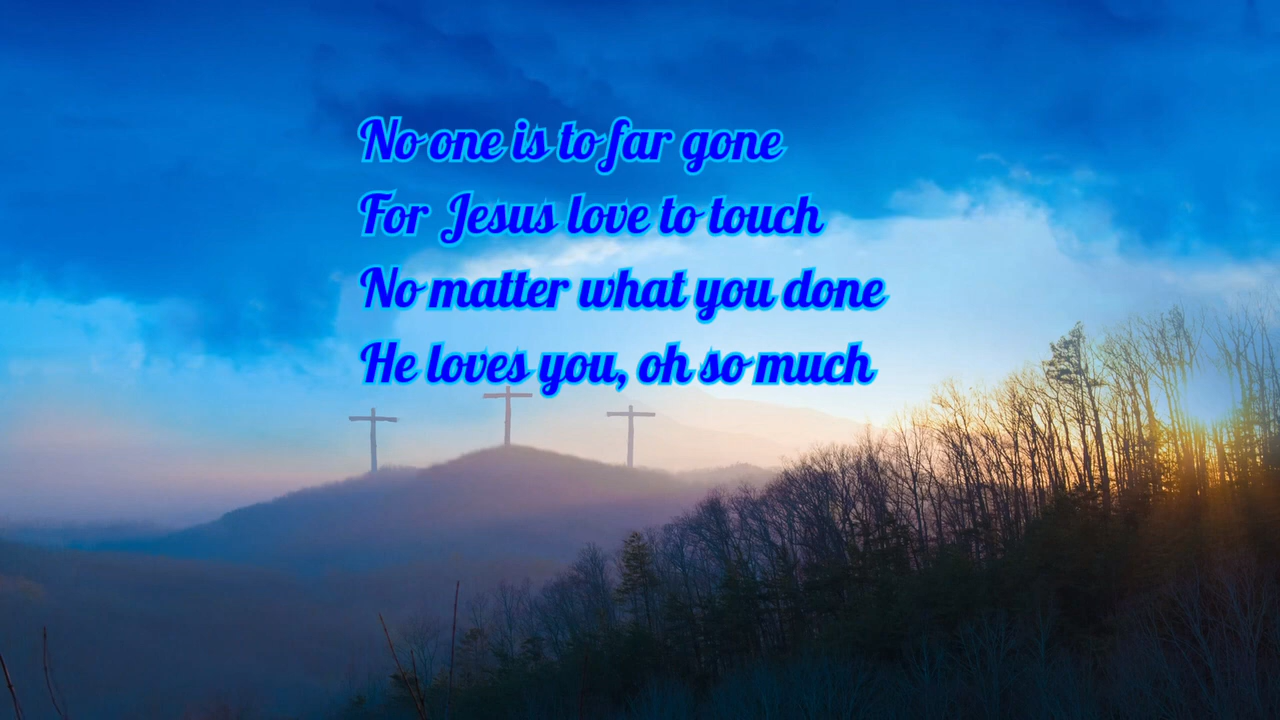 No one is to far gone
For Jesus love to touch
No matter what you done
He loves you, oh so much